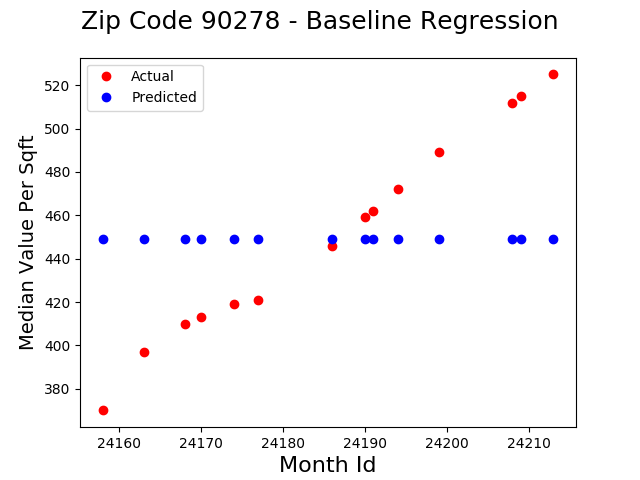 Zip Code 90278 - Baseline Regression
Actual
Predicted
Median Value Per Sqft
520
500
480
460
440
420
400
380
24160 24170 24180 24190 24200 24210
Month Id